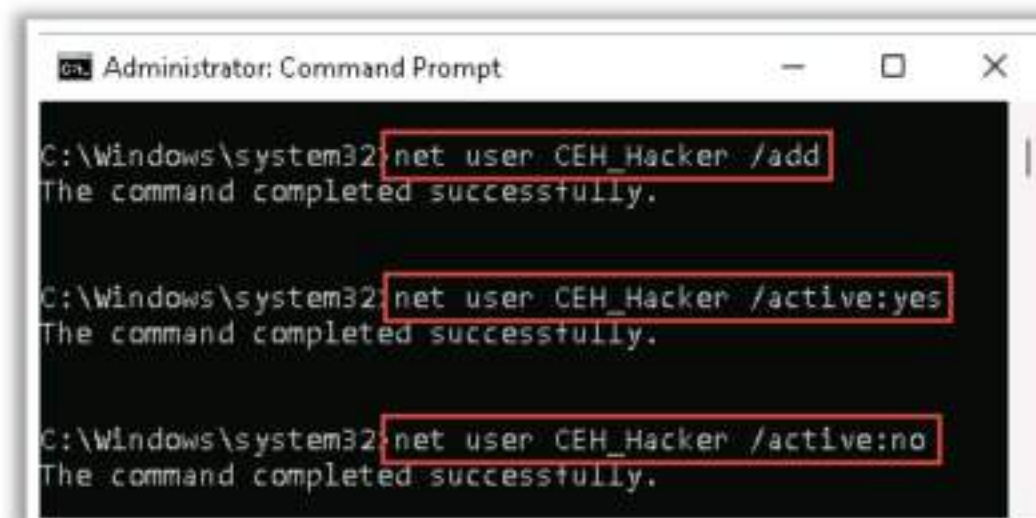 Administrator: Command Prompt
C:\Windows\system32>net user CEH_Hacker /add
The command completed successfully.
C:\Windows\system32>net user CEH_Hacker /active:yes
The command completed successfully.
C:\Windows\system32>net user CEH_Hacker /active:no
The command completed successfully.